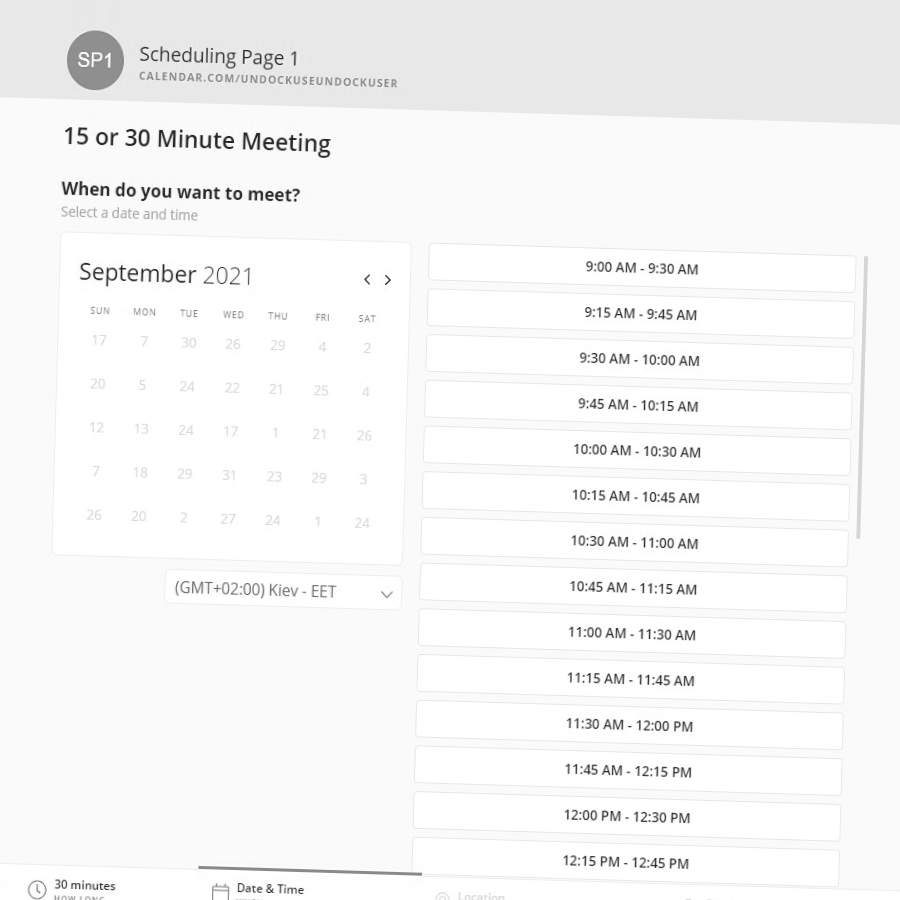 SP1
Scheduling Page 1
CALENDAR.COM/UNDOCKUSEUNDOCKUSER
15 or 30 Minute Meeting
When do you want to meet?
Select a date and time
September 2021
SUN MON TUE WED THU FRI SAT
17 7 30 26 29 4 2
20 5 24 22 21 25 4
12 13 24 17 1 21 26
7 18 29 31 23 29 3
26 20 2 27 24 1 24
(GMT+02:00) Kiev - EET
9:00 AM - 9:30 AM
9:15 AM - 9:45 AM
9:30 AM - 10:00 AM
9:45 AM - 10:15 AM
10:00 AM - 10:30 AM
10:15 AM - 10:45 AM
10:30 AM - 11:00 AM
10:45 AM - 11:15 AM
11:00 AM - 11:30 AM
11:15 AM - 11:45 AM
11:30 AM - 12:00 PM
11:45 AM - 12:15 PM
12:00 PM - 12:30 PM
12:15 PM - 12:45 PM
30 minutes
HOW LONG
Date & Time
Location